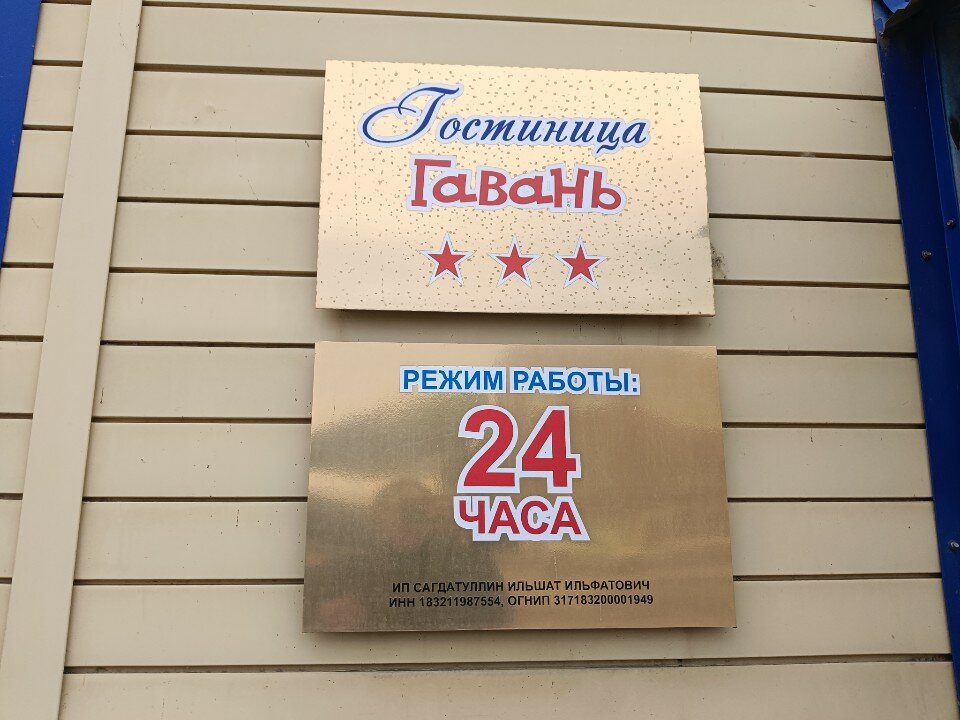 Гостиница
Гавань
РЕЖИМ РАБОТЫ:
24
ЧАСА
ИП САГДАТУЛЛИН ИЛЬШАТ ИЛЬФАТОВИЧ
ИНН 183211987554, ОГНИП 317183200001949